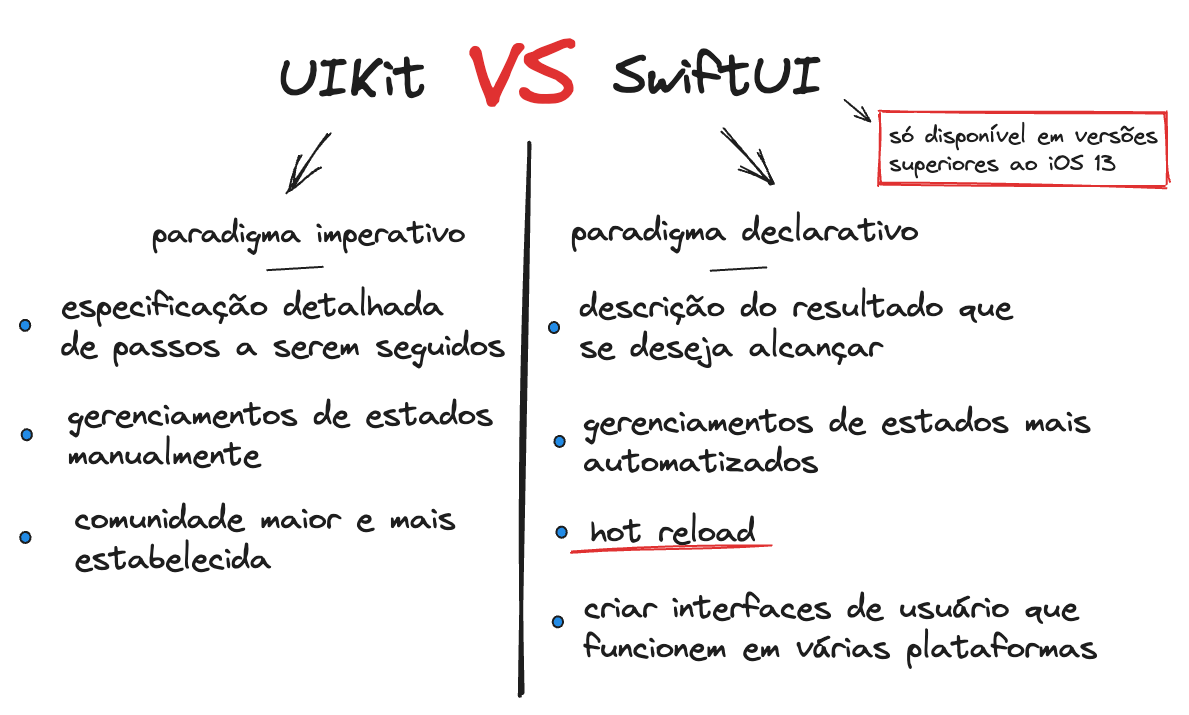 UIKit VS SwiftUI
só disponível em versões
superiores ao iOS 13
paradigma imperativo
especificação detalhada
de passos a serem seguidos
gerenciamentos de estados
manualmente
comunidade maior e mais
estabelecida
paradigma declarativo
descrição do resultado que
se deseja alcançar
gerenciamentos de estados mais
automatizados
hot reload
criar interfaces de usuário que
funcionem em várias plataformas